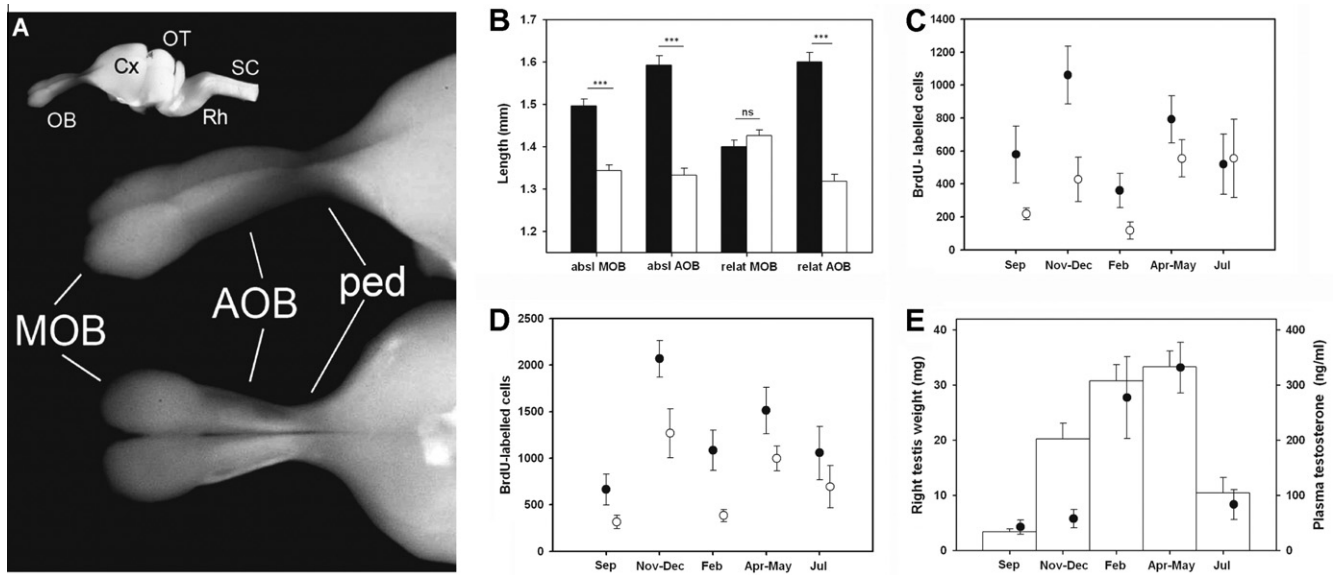 A
OT
Cx
SC
OB
Rh
MOB
AOB
ped
B
Length (mm)
1.7
1.6
1.5
1.4
1.3
1.2
***
***
ns
***
absl MOB absl AOB relat MOB relat AOB
C
BrdU- labelled cells
1400
1200
1000
800
600
400
200
0
Sep Nov-Dec Feb Apr-May Jul
D
BrdU-labelled cells
2500
2000
1500
1000
500
0
Sep Nov-Dec Feb Apr-May Jul
E
Right testis weight (mg)
40
30
20
10
0
Plasma testosterone (ng/ml)
400
300
200
100
0
Sep Nov-Dec Feb Apr-May Jul